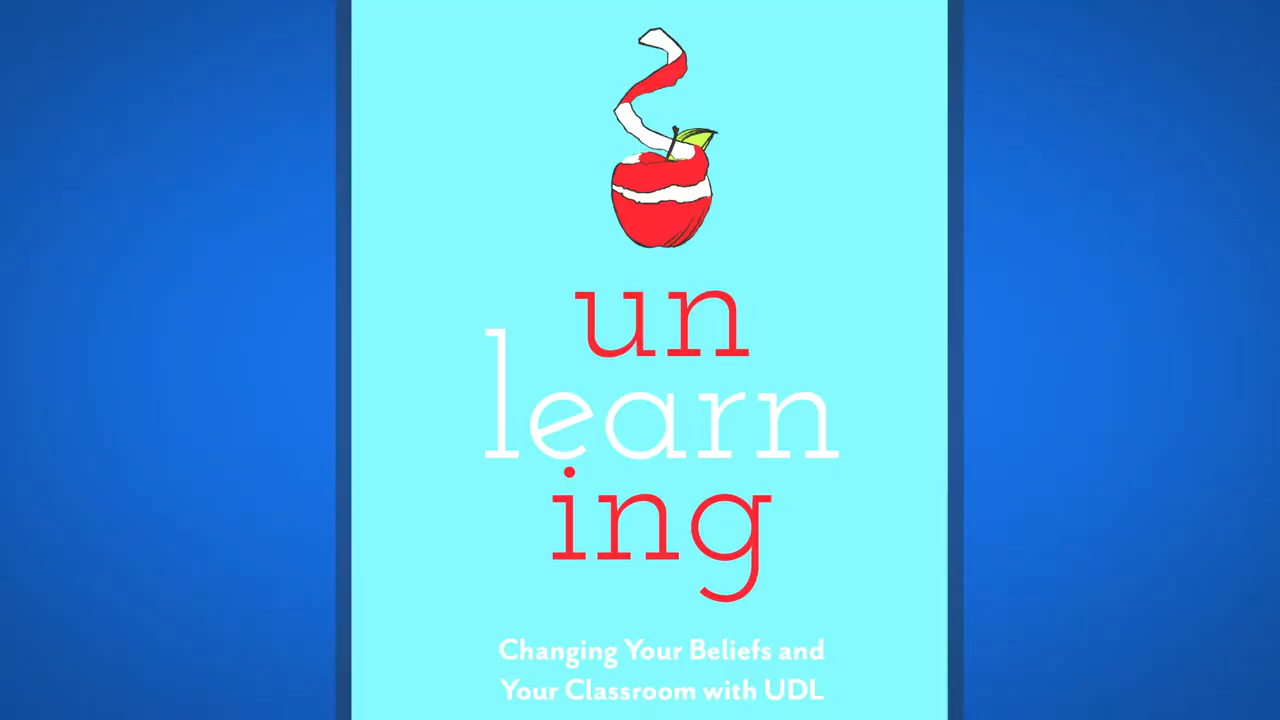 un
learn
ing
Changing Your Beliefs and
Your Classroom with UDL